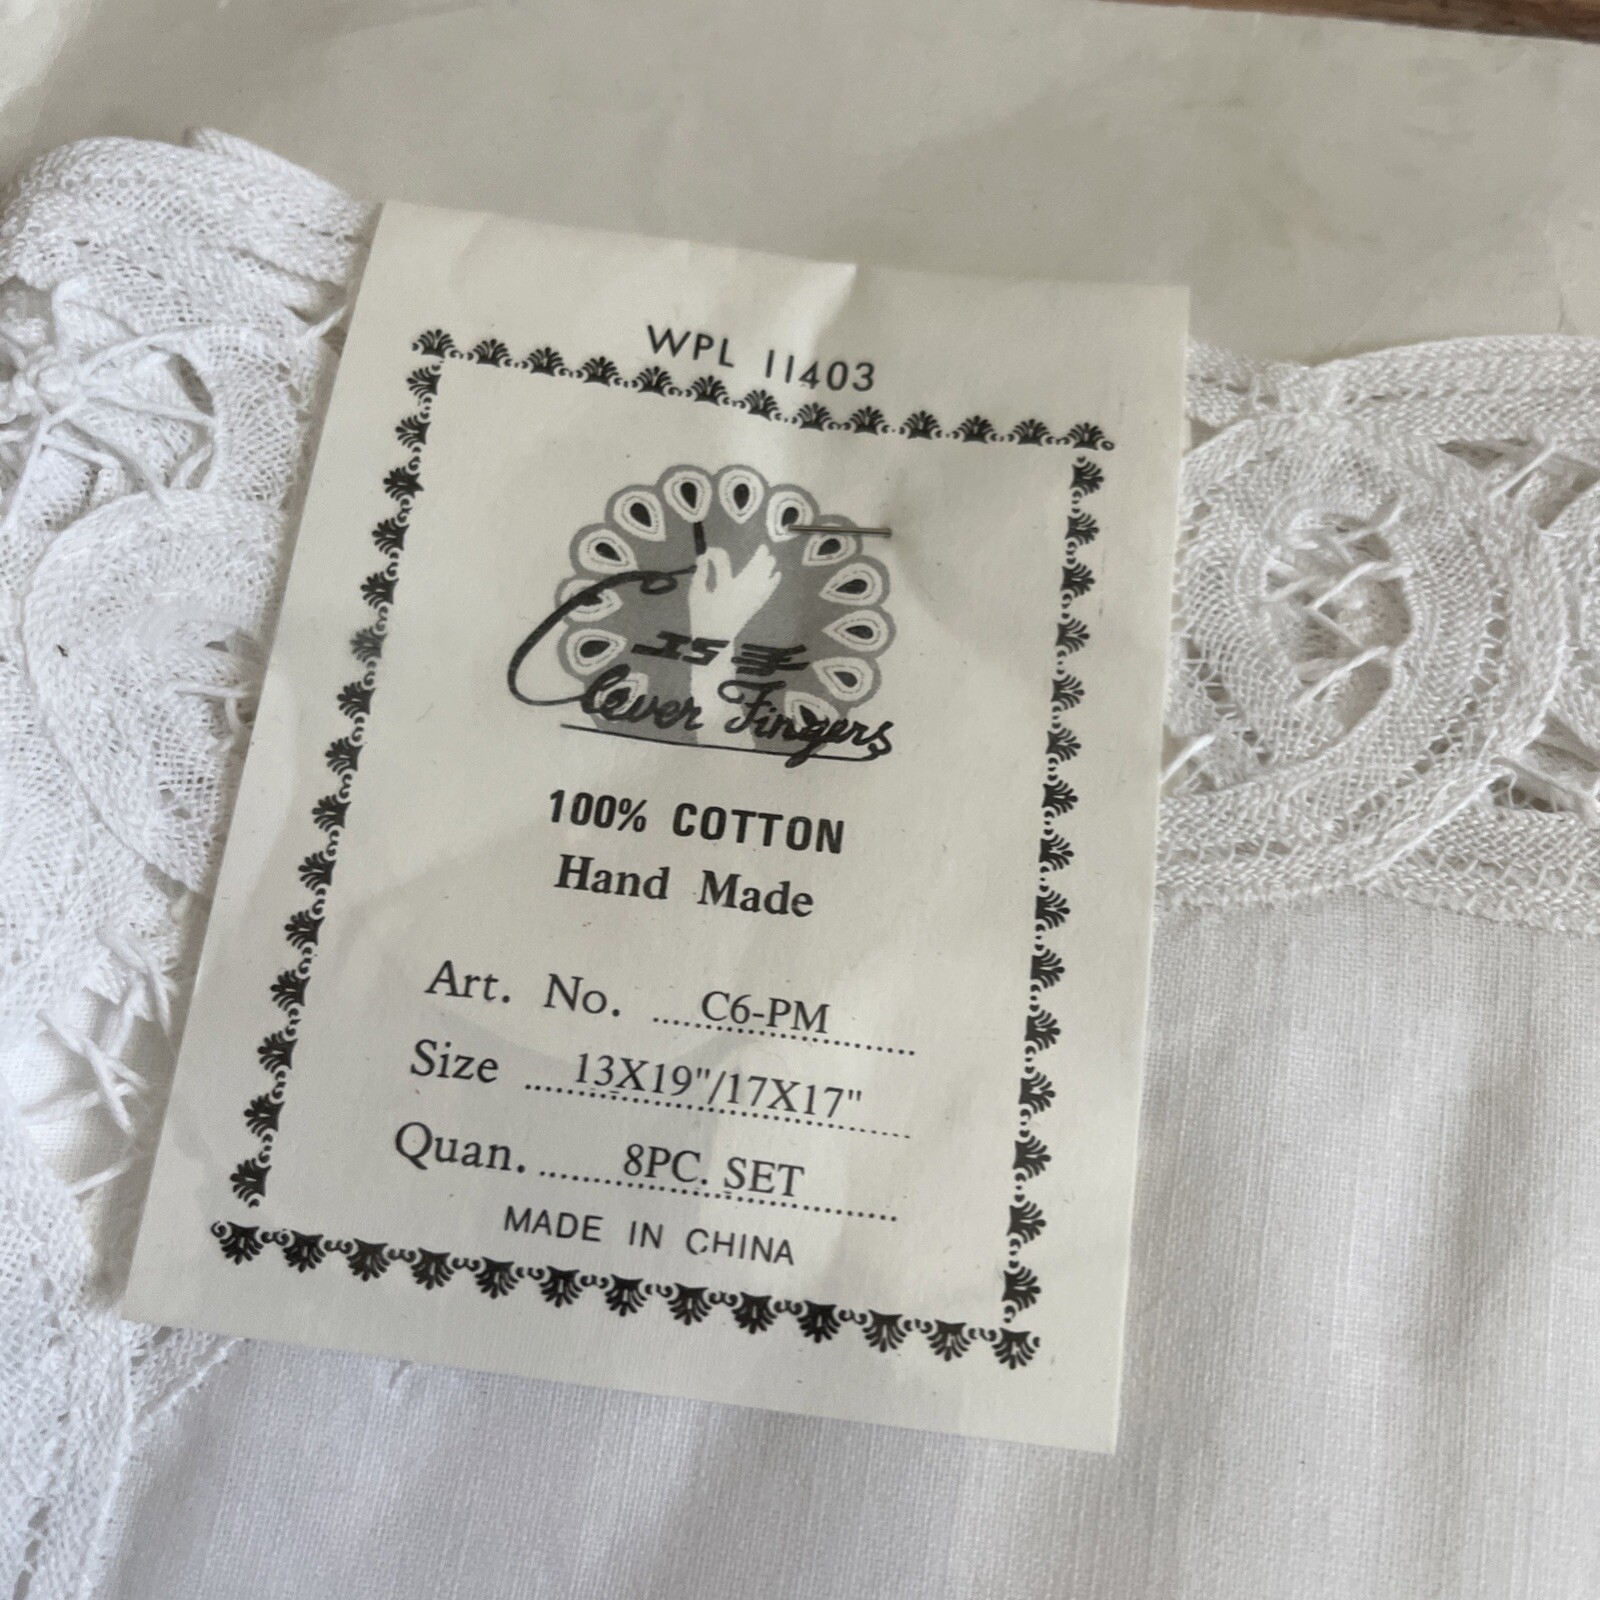 WPL 11403
巧手
Clever Fingers
100% COTTON
Hand Made
Art. No. ....C6-PM........
Size ....13X19"/17X17"....
Quan. ......8PC. SET........
MADE IN CHINA